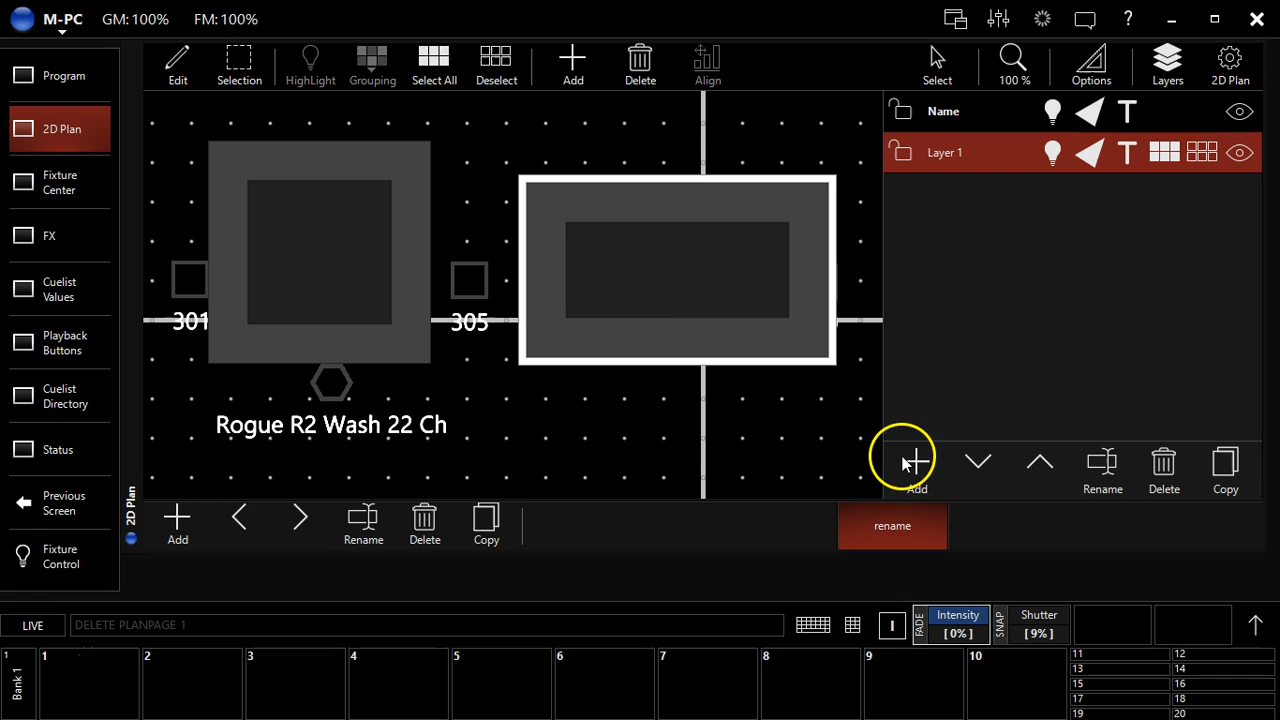 M-PC GM:100% FM:100% ?
Program
2D Plan
Fixture
Center
FX
Cuelist
Values
Playback
Buttons
Cuelist
Directory
Status
Previous
Screen
Fixture
Control
Edit Selection HighLight Grouping Select All Deselect Add Delete Align Select 100 % Options Layers 2D Plan
301
305
Rogue R2 Wash 22 Ch
Name T
Layer 1 T
Add Rename Delete Copy
2D Plan
Add Rename Delete Copy rename
LIVE DELETE PLANPAGE 1 I
FADE Intensity [0%]
SNAP Shutter [9%]
1 Bank 1
1 2 3 4 5 6 7 8 9 10
11 12
13 14
15 16
17 18
19 20